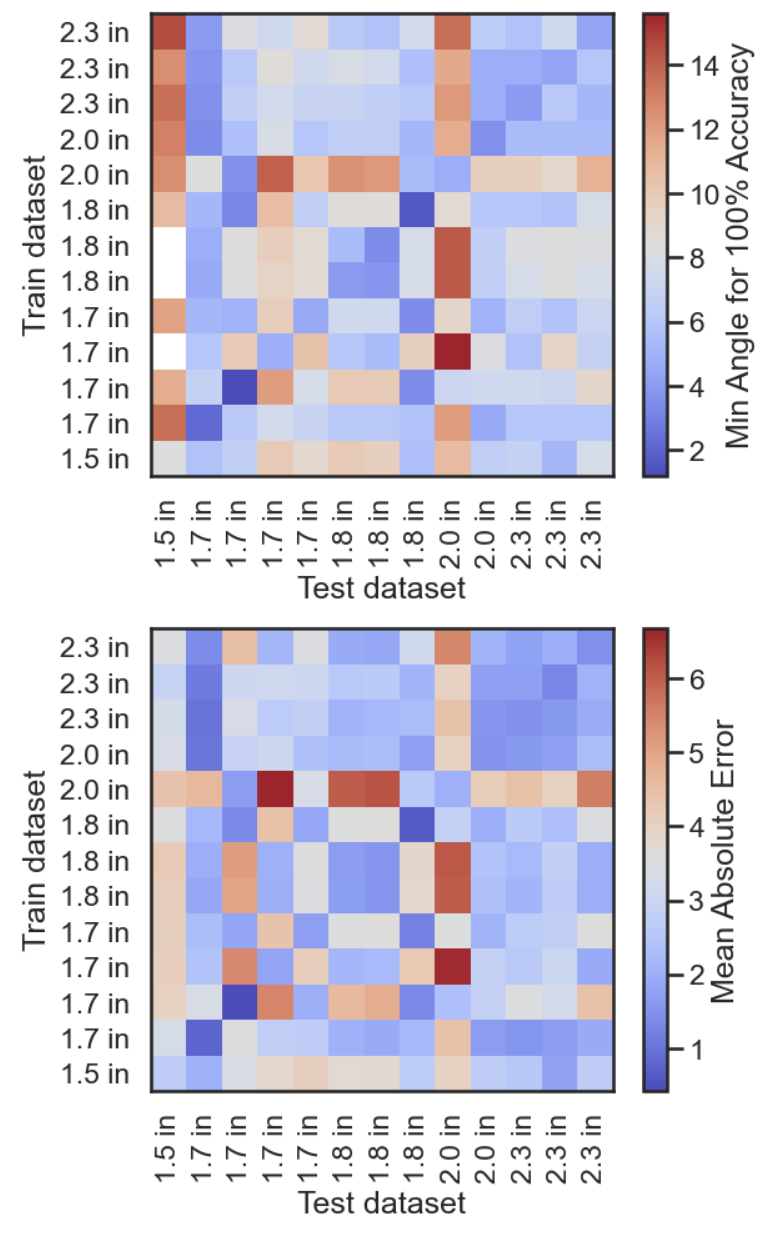 2.3 in
2.3 in
2.3 in
2.0 in
2.0 in
1.8 in
1.8 in
1.8 in
1.7 in
1.7 in
1.7 in
1.7 in
1.5 in
Train dataset
1.5 in
1.7 in
1.7 in
1.7 in
1.7 in
1.8 in
1.8 in
1.8 in
2.0 in
2.0 in
2.3 in
2.3 in
2.3 in
Test dataset
14
12
10
8
6
4
2
Min Angle for 100% Accuracy
2.3 in
2.3 in
2.3 in
2.0 in
2.0 in
1.8 in
1.8 in
1.8 in
1.7 in
1.7 in
1.7 in
1.7 in
1.5 in
Train dataset
1.5 in
1.7 in
1.7 in
1.7 in
1.7 in
1.8 in
1.8 in
1.8 in
2.0 in
2.0 in
2.3 in
2.3 in
2.3 in
Test dataset
6
5
4
3
2
1
Mean Absolute Error